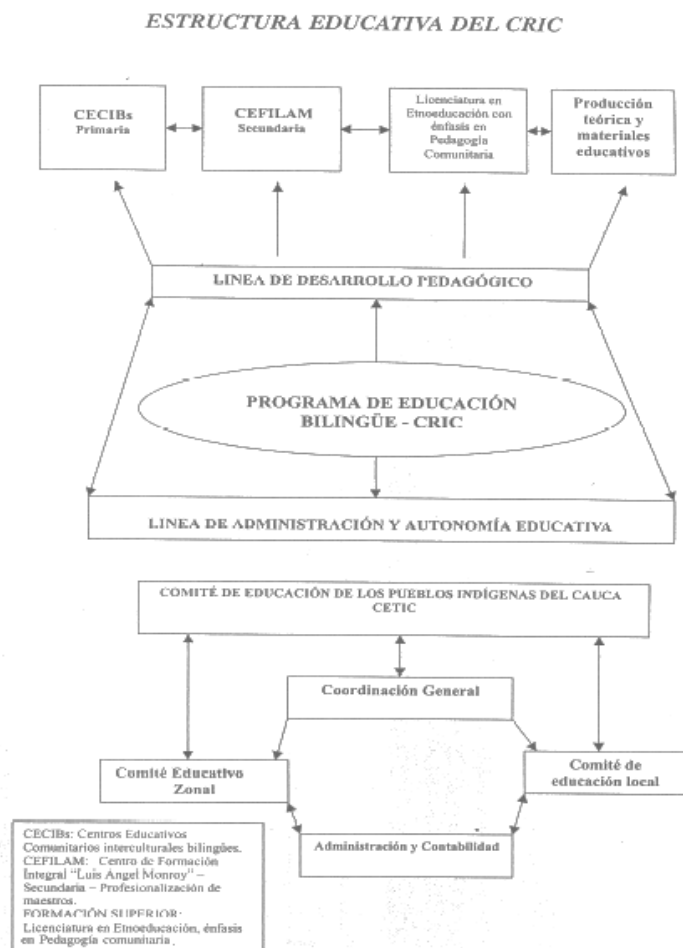 ESTRUCTURA EDUCATIVA DEL CRIC
CECIBs
Primaria
CEFILAM
Secundaria
Licenciatura en
Etnoeducación con
énfasis en
Pedagogía
Comunitaria
Producción
teórica y
materiales
educativos
LINEA DE DESARROLLO PEDAGÓGICO
PROGRAMA DE EDUCACIÓN
BILINGÜE - CRIC
LINEA DE ADMINISTRACIÓN Y AUTONOMÍA EDUCATIVA
COMITÉ DE EDUCACIÓN DE LOS PUEBLOS INDÍGENAS DEL CAUCA
CETIC
Coordinación General
Comité Educativo
Zonal
Comité de
educación local
Administración y Contabilidad
CECIBs: Centros Educativos
Comunitarios interculturales bilingües.
CEFILAM: Centro de Formación
Integral "Luis Angel Monroy" –
Secundaria – Profesionalización de
maestros.
FORMACIÓN SUPERIOR:
Licenciatura en Etnoeducación, énfasis
en Pedagogía comunitaria.